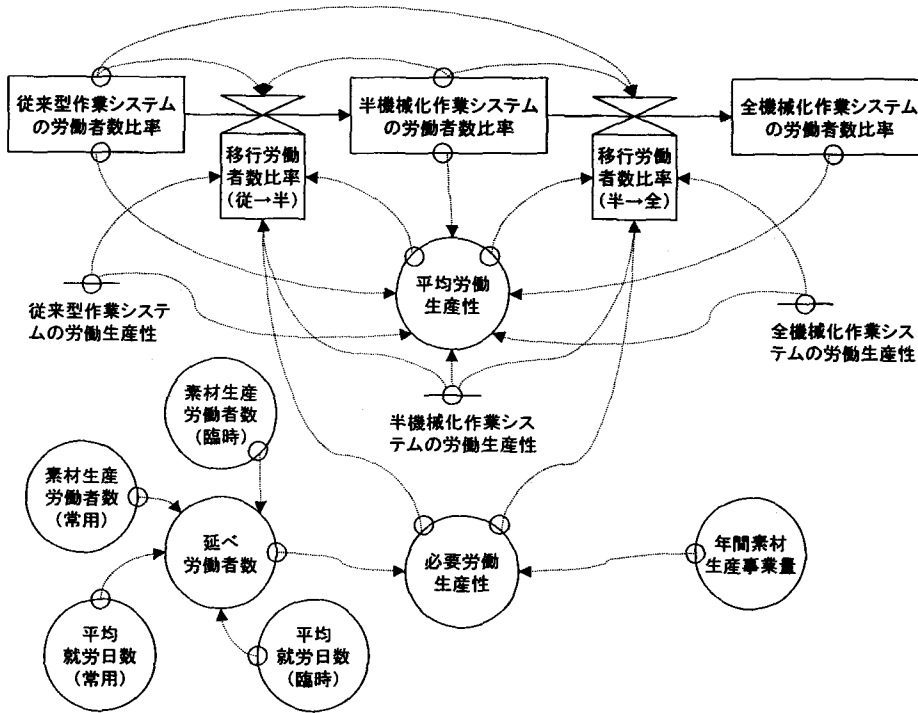 従来型作業システム
の労働者数比率
半機械化作業システム
の労働者数比率
全機械化作業システム
の労働者数比率
移行労働
者数比率
(従→半)
移行労働
者数比率
(半→全)
平均労働
生産性
従来型作業システ
ムの労働生産性
全機械化作業シス
テムの労働生産性
半機械化作業シス
テムの労働生産性
素材生産
労働者数
(臨時)
素材生産
労働者数
(常用)
延べ
労働者数
必要労働
生産性
年間素材
生産事業量
平均
就労日数
(常用)
平均
就労日数
(臨時)